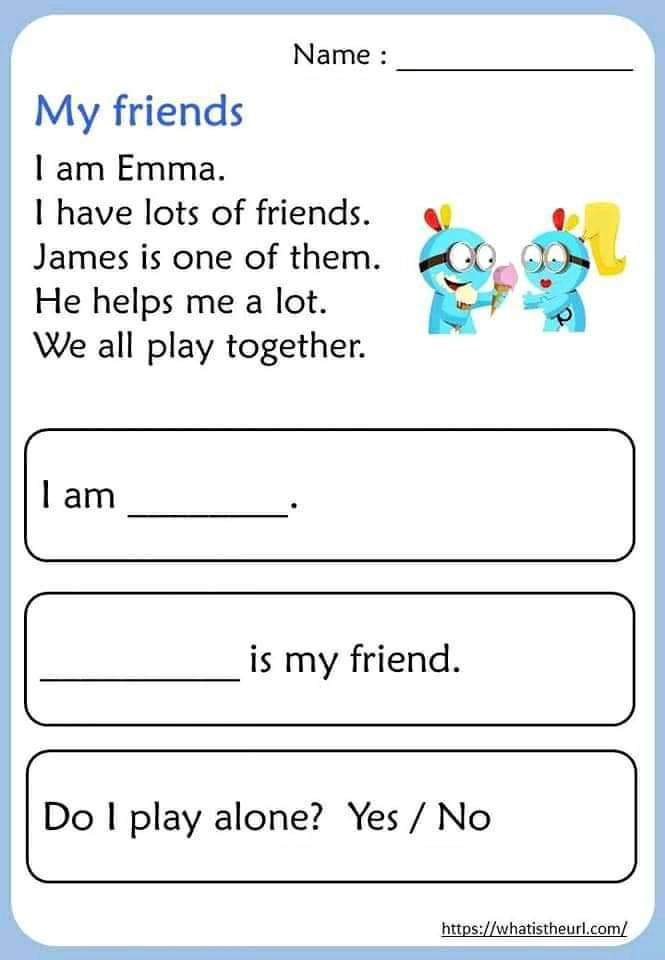 Name : ____________
My friends
I am Emma.
I have lots of friends.
James is one of them.
He helps me a lot.
We all play together.
I am ________.
__________ is my friend.
Do I play alone?  Yes / No
https://whatistheurl.com/